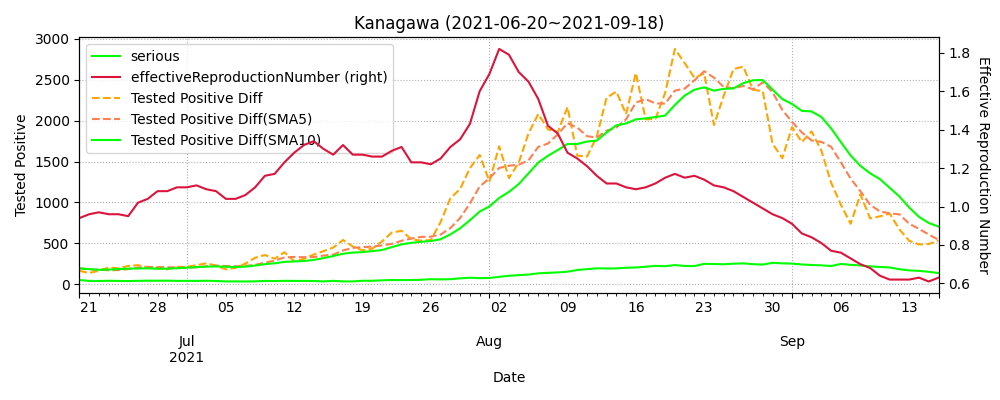 Kanagawa (2021-06-20~2021-09-18)
serious
effectiveReproductionNumber (right)
Tested Positive Diff
Tested Positive Diff(SMA5)
Tested Positive Diff(SMA10)
Tested Positive
3000
2500
2000
1500
1000
500
0
1.8
1.6
1.4
1.2
1.0
0.8
0.6
Effective Reproduction Number
21 28 05 12 19 26 02 09 16 23 30 06 13
Jul Aug Sep
2021
Date